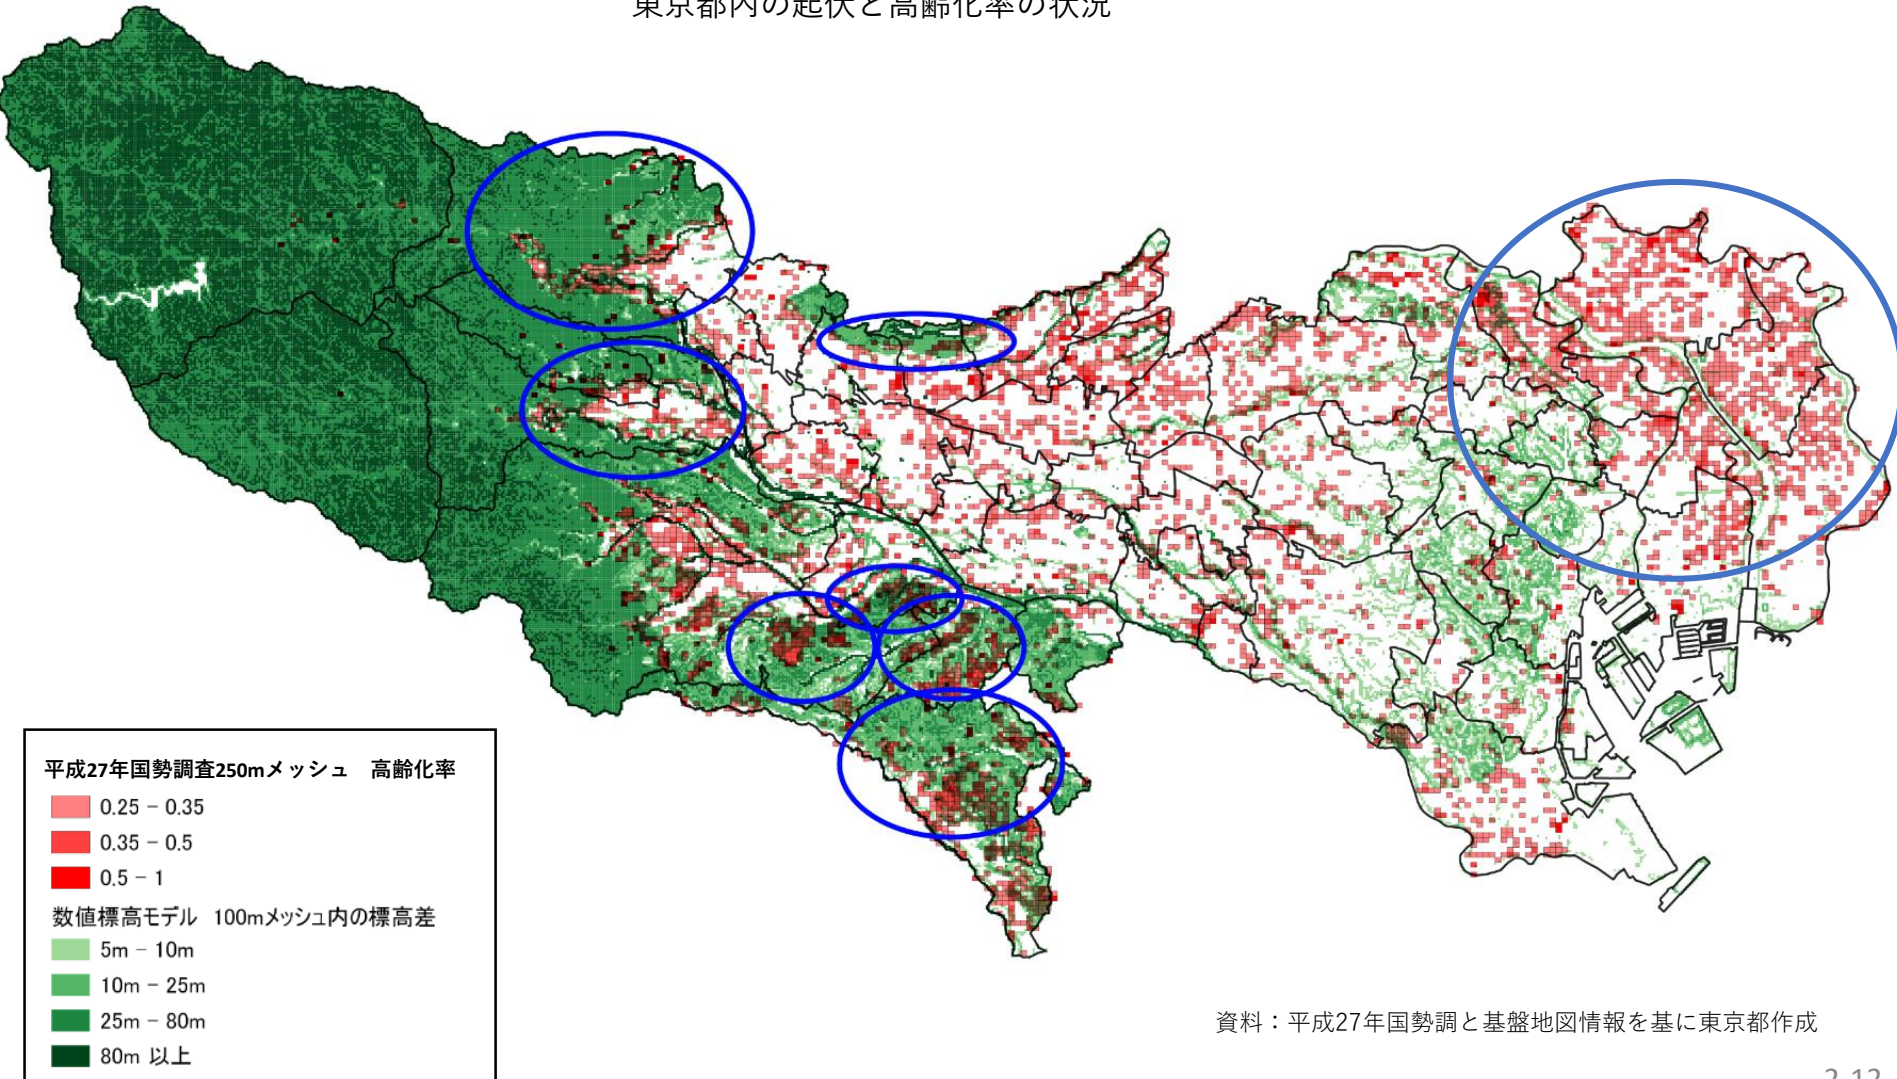 東京都内の起伏と高齢化率の状況
平成27年国勢調査250mメッシュ　高齢化率
0.25 − 0.35
0.35 − 0.5
0.5 − 1
数値標高モデル　100mメッシュ内の標高差
5m − 10m
10m − 25m
25m − 80m
80m 以上
資料：平成27年国勢調と基盤地図情報を基に東京都作成
2-12